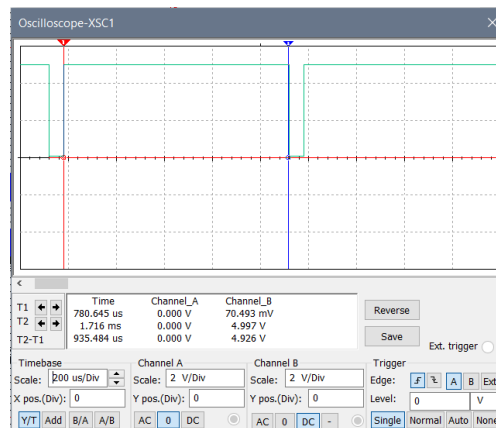 Oscilloscope-XSC1
1 1
T1
T2
T2-T1
Time Channel_A Channel_B
780.645 us 0.000 V 70.493 mV
1.716 ms 0.000 V 4.997 V
935.484 us 0.000 V 4.926 V
Reverse
Save
Ext. trigger
Timebase
Scale: 200 us/Div
X pos.(Div): 0
Y/T Add B/A A/B
Channel A
Scale: 2 V/Div
Y pos.(Div): 0
AC 0 DC
Channel B
Scale: 2 V/Div
Y pos.(Div): 0
AC 0 DC -
Trigger
Edge: A B Ext
Level: 0 V
Single Normal Auto None